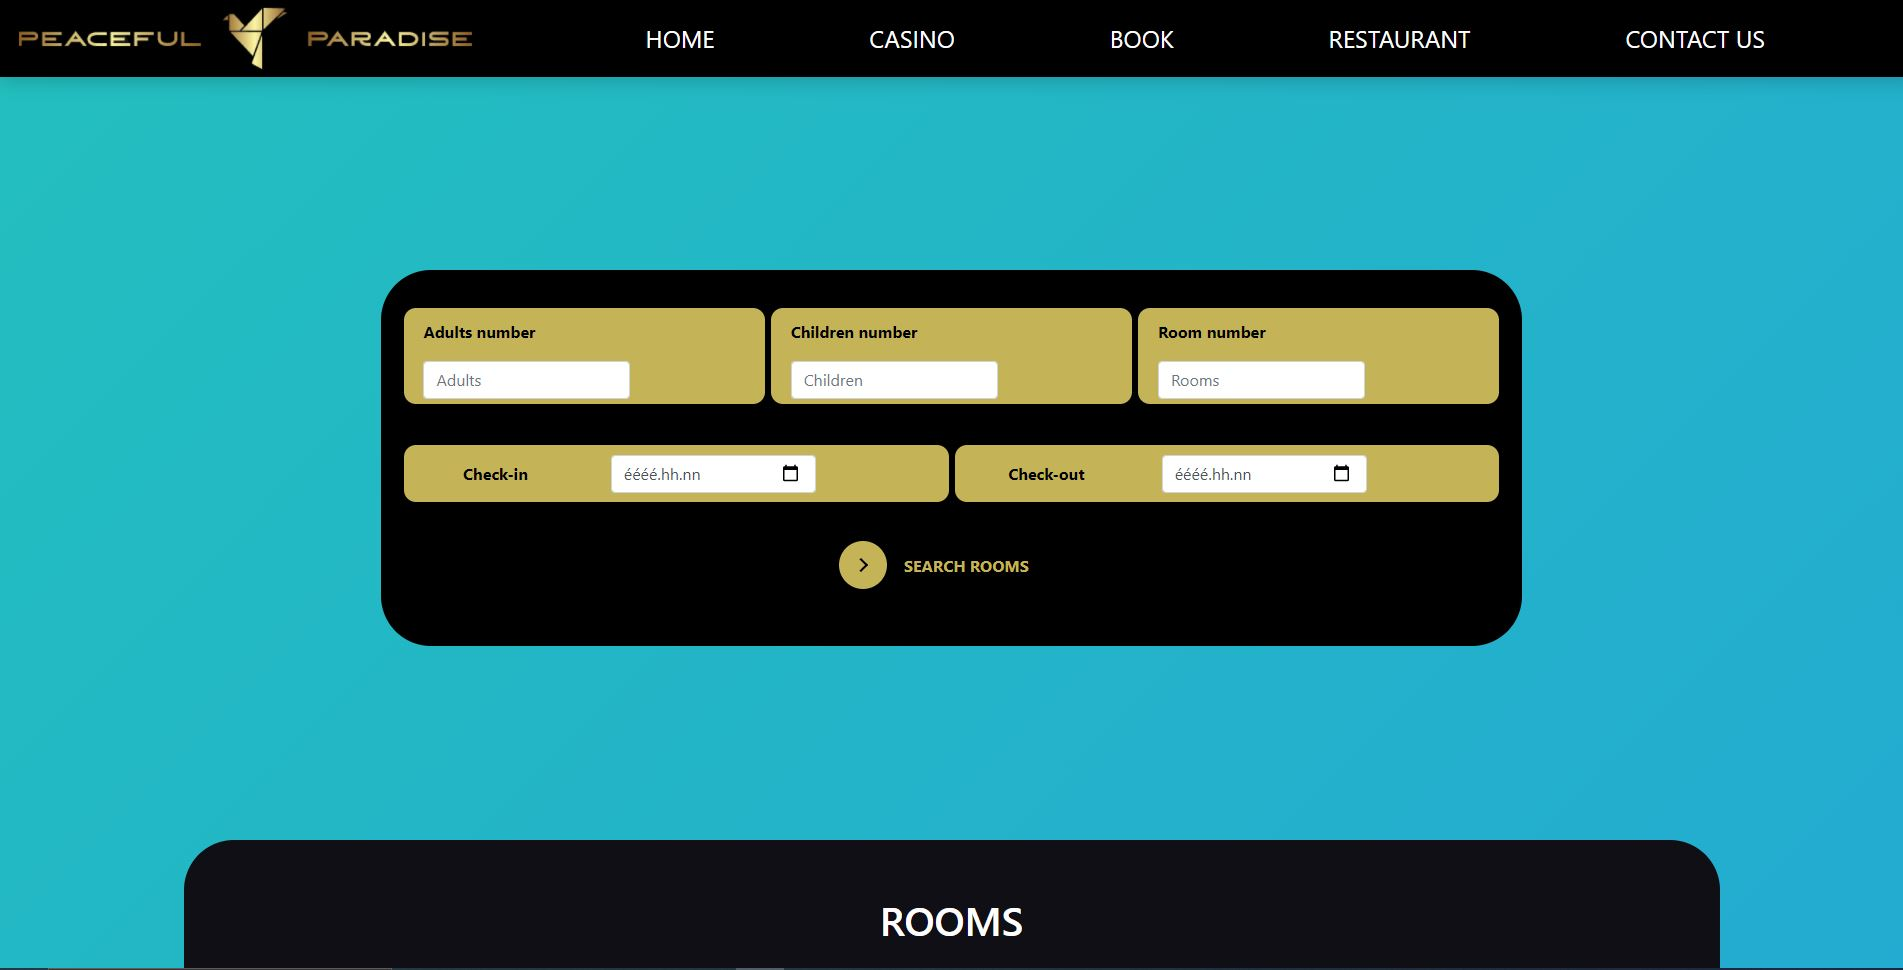 PEACEFUL PARADISE HOME CASINO BOOK RESTAURANT CONTACT US
Adults number Children number Room number
Adults Children Rooms
Check-in éééé.hh.nn Check-out éééé.hh.nn
SEARCH ROOMS
ROOMS